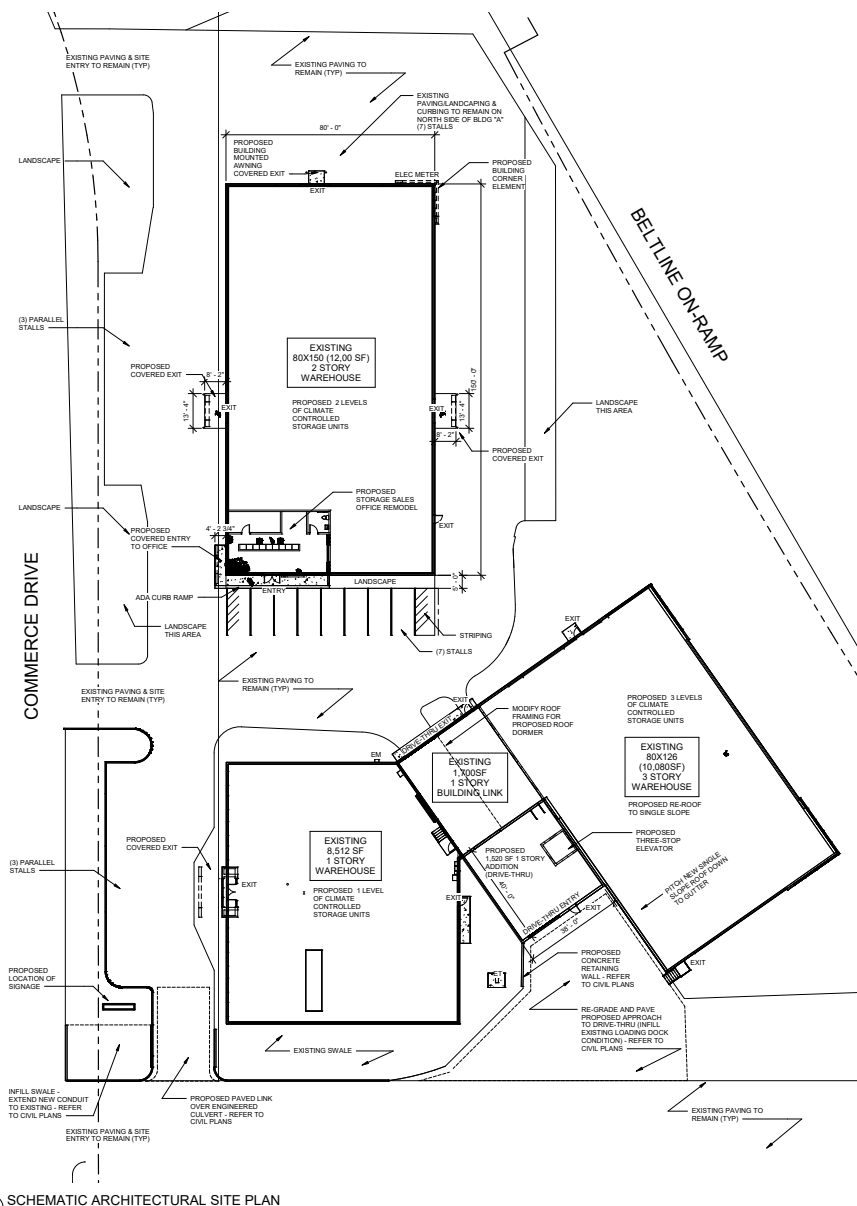 EXISTING PAVING & SITE
ENTRY TO REMAIN (TYP)
EXISTING PAVING TO
REMAIN (TYP)
EXISTING
PAVING/LANDSCAPING &
CURBING TO REMAIN ON
NORTH SIDE OF BLDG "A"
(7) STALLS
80' - 0"
PROPOSED
BUILDING
MOUNTED
AWNING
COVERED EXIT
LANDSCAPE
ELEC METER
EXIT
PROPOSED
BUILDING
CORNER
ELEMENT
BELTLINE ON-RAMP
(3) PARALLEL
STALLS
EXISTING
80X150 (12,00 SF)
2 STORY
WAREHOUSE
150' - 0"
PROPOSED
COVERED EXIT
8' - 2"
13' - 4"
EXIT
PROPOSED 2 LEVELS
OF CLIMATE
CONTROLLED
STORAGE UNITS
EXIT
13' - 4"
8' - 2"
PROPOSED
COVERED EXIT
LANDSCAPE
THIS AREA
LANDSCAPE
PROPOSED
STORAGE SALES
OFFICE REMODEL
EXIT
4' - 2 3/4"
PROPOSED
COVERED ENTRY
TO OFFICE
COMMERCE DRIVE
ADA CURB RAMP
ENTRY
LANDSCAPE
5' - 0"
LANDSCAPE
THIS AREA
STRIPING
(7) STALLS
EXISTING PAVING TO
REMAIN (TYP)
EXISTING PAVING & SITE
ENTRY TO REMAIN (TYP)
EXIT
EXIT
MODIFY ROOF
FRAMING FOR
PROPOSED ROOF
DORMER
PROPOSED 3 LEVELS
OF CLIMATE
CONTROLLED
STORAGE UNITS
DRIVE-THRU EXIT
EM
EXISTING
1,700SF
1 STORY
BUILDING LINK
EXISTING
80X126
(10,080SF)
3 STORY
WAREHOUSE
PROPOSED RE-ROOF
TO SINGLE SLOPE
PROPOSED
COVERED EXIT
EXISTING
8,512 SF
1 STORY
WAREHOUSE
PROPOSED
1,520 SF 1 STORY
ADDITION
(DRIVE-THRU)
PROPOSED
THREE-STOP
ELEVATOR
(3) PARALLEL
STALLS
EXIT
PROPOSED 1 LEVEL
OF CLIMATE
CONTROLLED
STORAGE UNITS
EXIT
40' - 0"
DRIVE-THRU ENTRY
EXIT
38' - 0"
PITCH NEW SINGLE
SLOPE ROOF DOWN
TO GUTTER
EXIT
PROPOSED
LOCATION OF
SIGNAGE
ET
PROPOSED
CONCRETE
RETAINING
WALL - REFER
TO CIVIL PLANS
RE-GRADE AND PAVE
PROPOSED APPROACH
TO DRIVE-THRU (INFILL
EXISTING LOADING DOCK
CONDITION) - REFER TO
CIVIL PLANS
EXISTING SWALE
INFILL SWALE -
EXTEND NEW CONDUIT
TO EXISTING - REFER
TO CIVIL PLANS
PROPOSED PAVED LINK
OVER ENGINEERED
CULVERT - REFER TO
CIVIL PLANS
EXISTING PAVING TO
REMAIN (TYP)
EXISTING PAVING & SITE
ENTRY TO REMAIN (TYP)
SCHEMATIC ARCHITECTURAL SITE PLAN